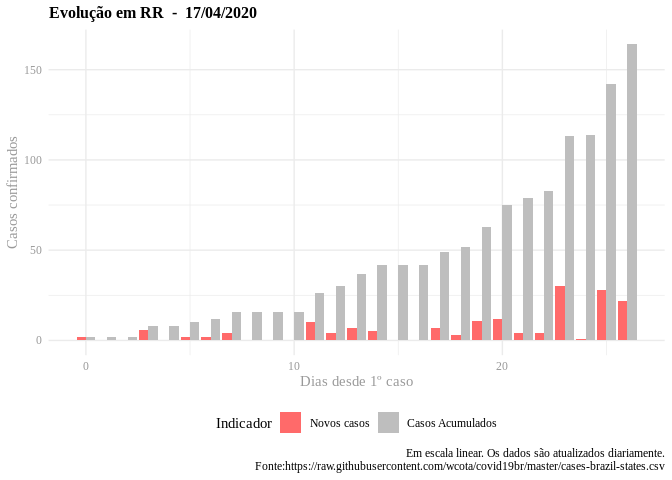 Evolução em RR  -  17/04/2020
Casos confirmados
150
100
50
0
0 10 20
Dias desde 1º caso
Indicador Novos casos Casos Acumulados
Em escala linear. Os dados são atualizados diariamente.
Fonte:https://raw.githubusercontent.com/wcota/covid19br/master/cases-brazil-states.csv